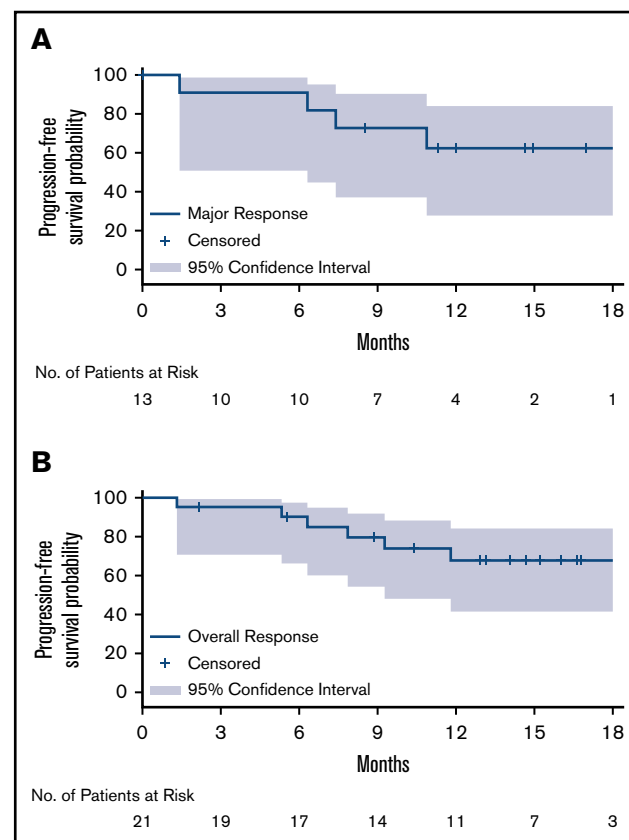 A
Progression-free
survival probability
100
80
60
40
20
0
Major Response
Censored
95% Confidence Interval
0 3 6 9 12 15 18
Months
No. of Patients at Risk
13 10 10 7 4 2 1
B
Progression-free
survival probability
100
80
60
40
20
0
Overall Response
Censored
95% Confidence Interval
0 3 6 9 12 15 18
Months
No. of Patients at Risk
21 19 17 14 11 7 3